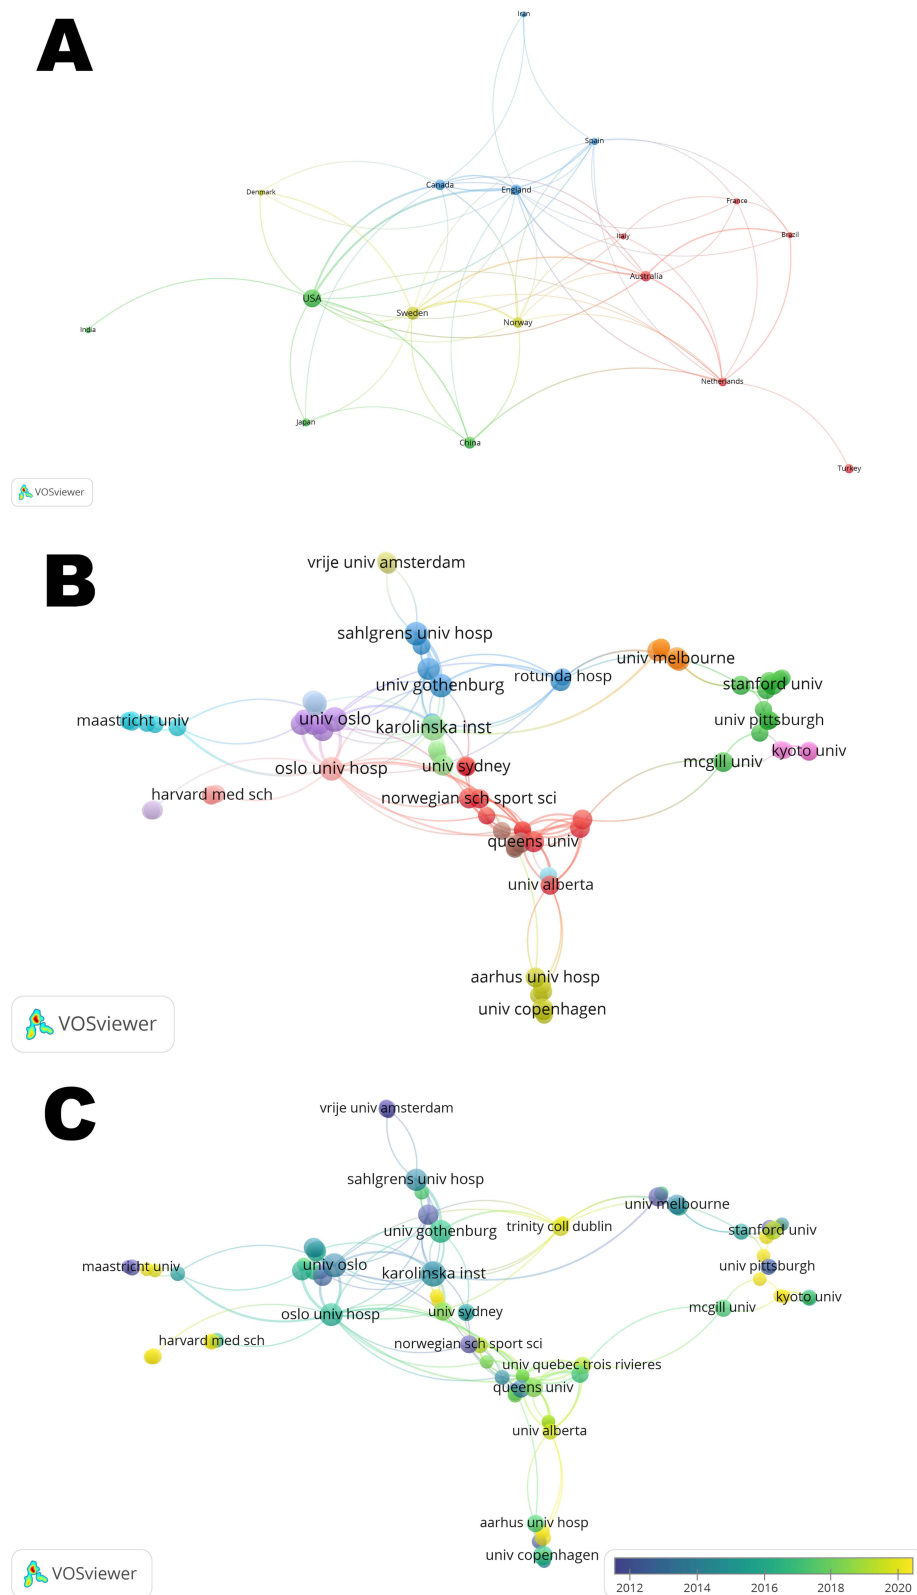 A
Iran
Spain
Canada
England
Denmark
France
Italy
Brazil
Australia
USA
Sweden
Norway
India
Netherlands
Japan
China
Turkey
VOSviewer
B
vrije univ amsterdam
sahlgrens univ hosp
univ melbourne
rotunda hosp
univ gothenburg
stanford univ
maastricht univ
univ oslo
karolinska inst
univ pittsburgh
kyoto univ
mcgill univ
oslo univ hosp
univ sydney
harvard med sch
norwegian sch sport sci
queens univ
univ alberta
aarhus univ hosp
univ copenhagen
VOSviewer
C
vrije univ amsterdam
sahlgrens univ hosp
univ melbourne
trinity coll dublin
univ gothenburg
stanford univ
maastricht univ
univ oslo
karolinska inst
univ pittsburgh
kyoto univ
mcgill univ
oslo univ hosp
univ sydney
harvard med sch
norwegian sch sport sci
univ quebec trois rivieres
queens univ
univ alberta
aarhus univ hosp
univ copenhagen
VOSviewer
2012 2014 2016 2018 2020